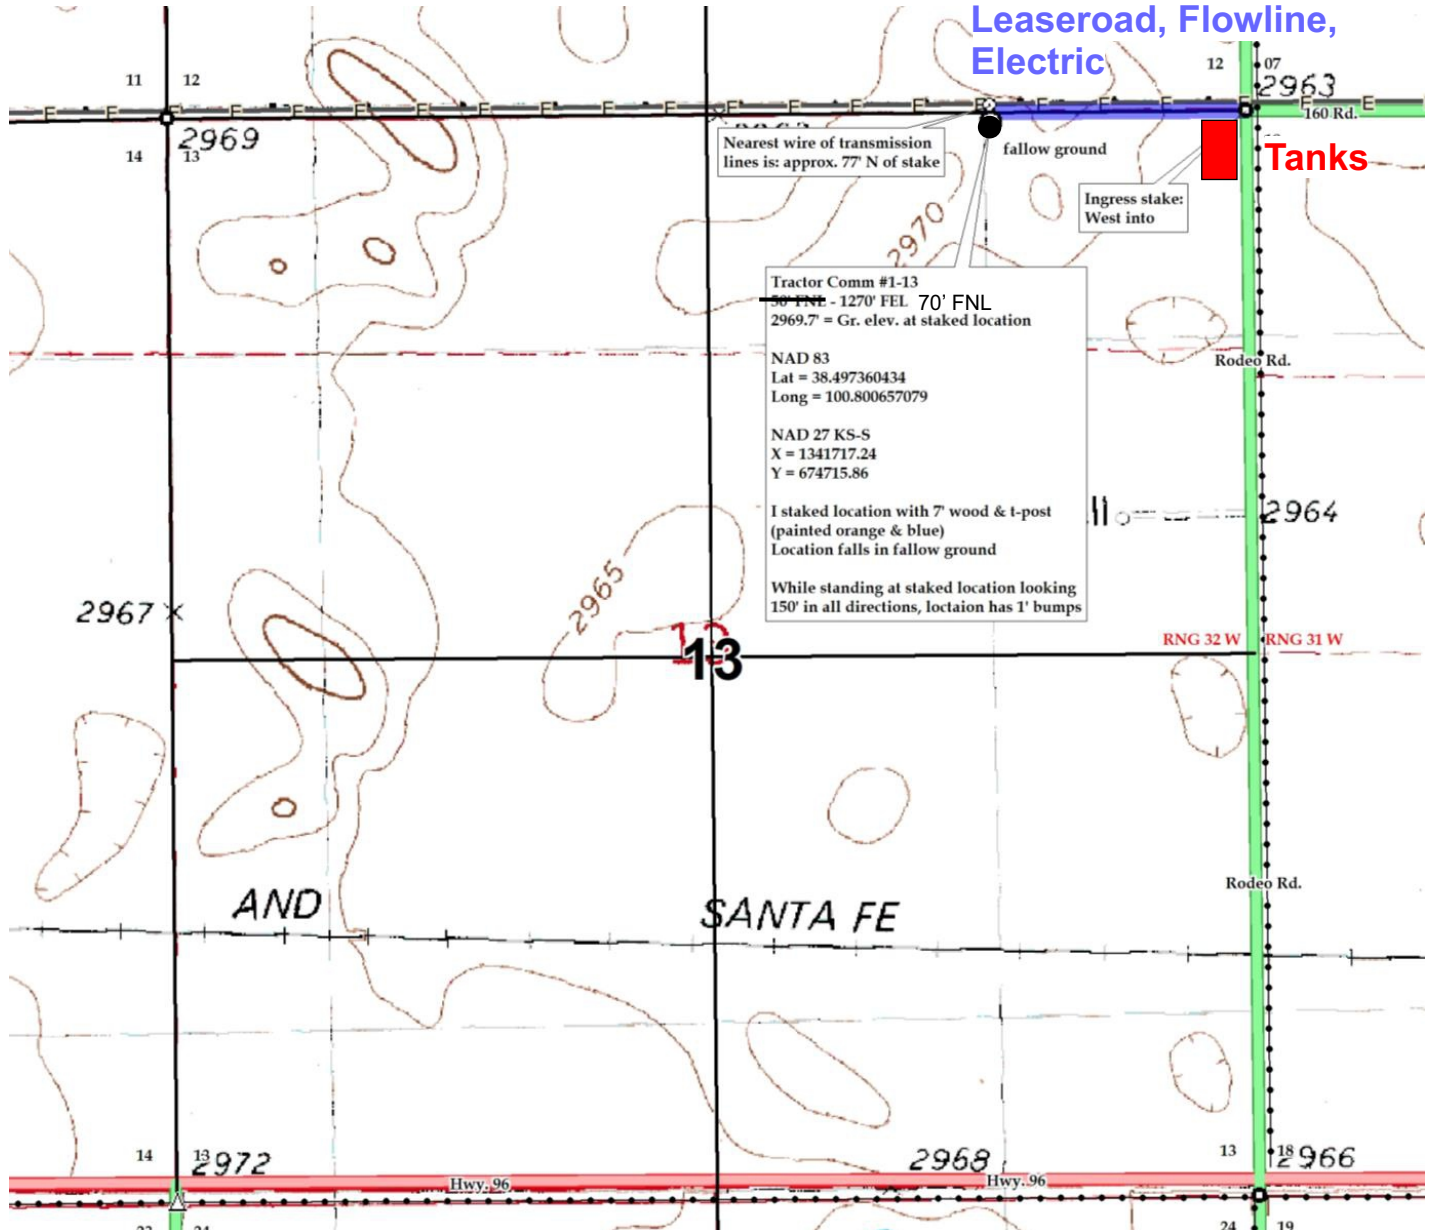 Leaseroad, Flowline,
Electric
11 12
12 07
2963
E E E E E E E E E E E E E E E E E E E E E E
160 Rd.
2969
14 13
Nearest wire of transmission
lines is: approx. 77' N of stake
fallow ground
Tanks
Ingress stake:
West into
2970
Tractor Comm #1-13
50' FNL - 1270' FEL 70' FNL
2969.7' = Gr. elev. at staked location
NAD 83
Lat = 38.497360434
Long = 100.800657079
NAD 27 KS-S
X = 1341717.24
Y = 674715.86
I staked location with 7' wood & t-post
(painted orange & blue)
Location falls in fallow ground
While standing at staked location looking
150' in all directions, loctaion has 1' bumps
Rodeo Rd.
ll
2964
2965
2967
13
13
RNG 32 W RNG 31 W
Rodeo Rd.
AND SANTA FE
14 13
2972
2968
13 18
2966
Hwy. 96 Hwy. 96
24 19